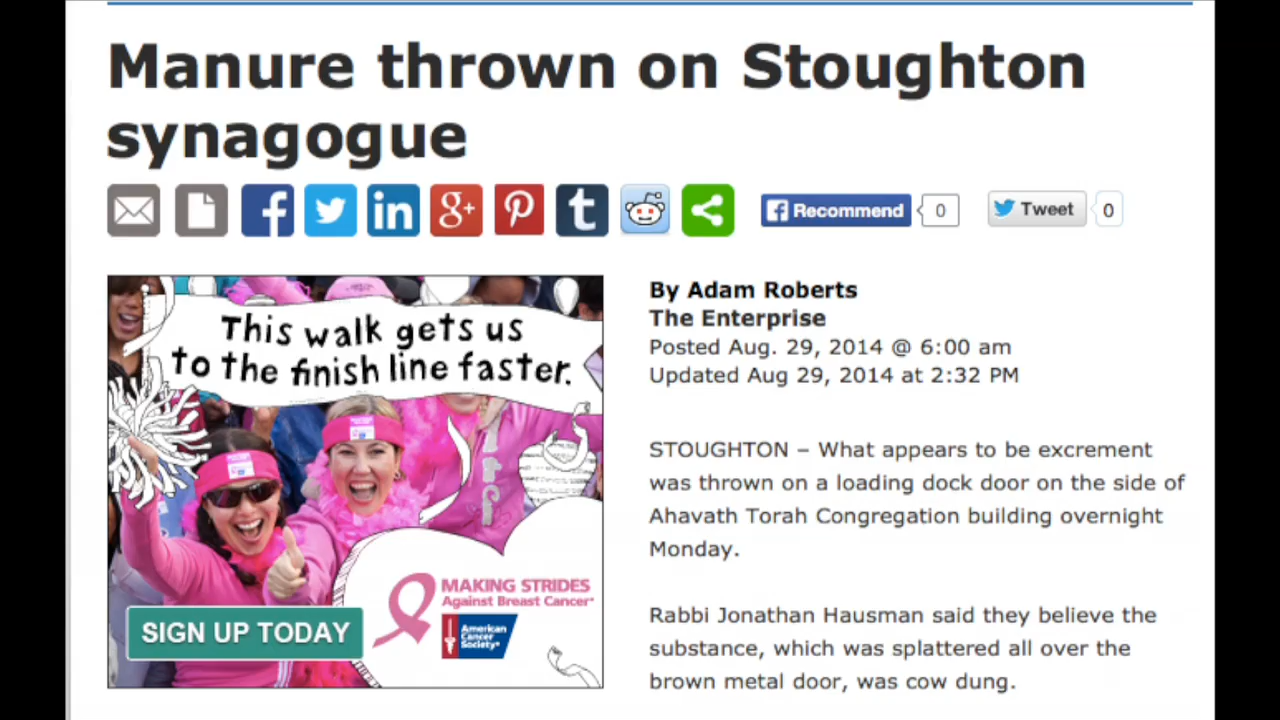 Manure thrown on Stoughton
synagogue
Recommend
0
Tweet
0
This walk gets us
to the finish line faster.
MAKING STRIDES
Against Breast Cancer®
American
Cancer
Society®
SIGN UP TODAY
By Adam Roberts
The Enterprise
Posted Aug. 29, 2014 @ 6:00 am
Updated Aug 29, 2014 at 2:32 PM
STOUGHTON – What appears to be excrement
was thrown on a loading dock door on the side of
Ahavath Torah Congregation building overnight
Monday.
Rabbi Jonathan Hausman said they believe the
substance, which was splattered all over the
brown metal door, was cow dung.